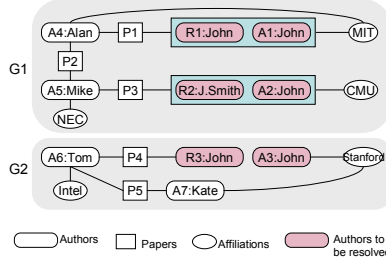 A4:Alan P1 R1:John A1:John MIT
G1
P2
A5:Mike P3 R2:J.Smith A2:John CMU
NEC
A6:Tom P4 R3:John A3:John Stanford
G2
Intel P5 A7:Kate
Authors Papers Affiliations Authors to
be resolved